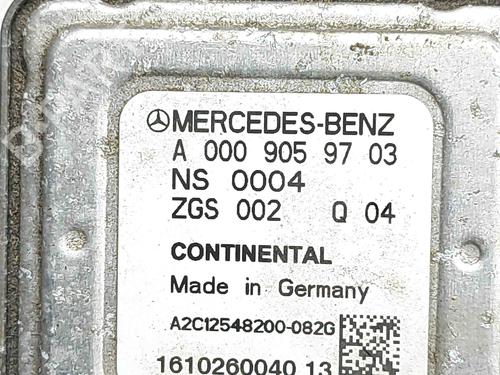 MERCEDES-BENZ
A 000 905 97 03
NS 0004
ZGS 002 Q 04
CONTINENTAL
Made in Germany
A2C12548200-082G
1610260040 13